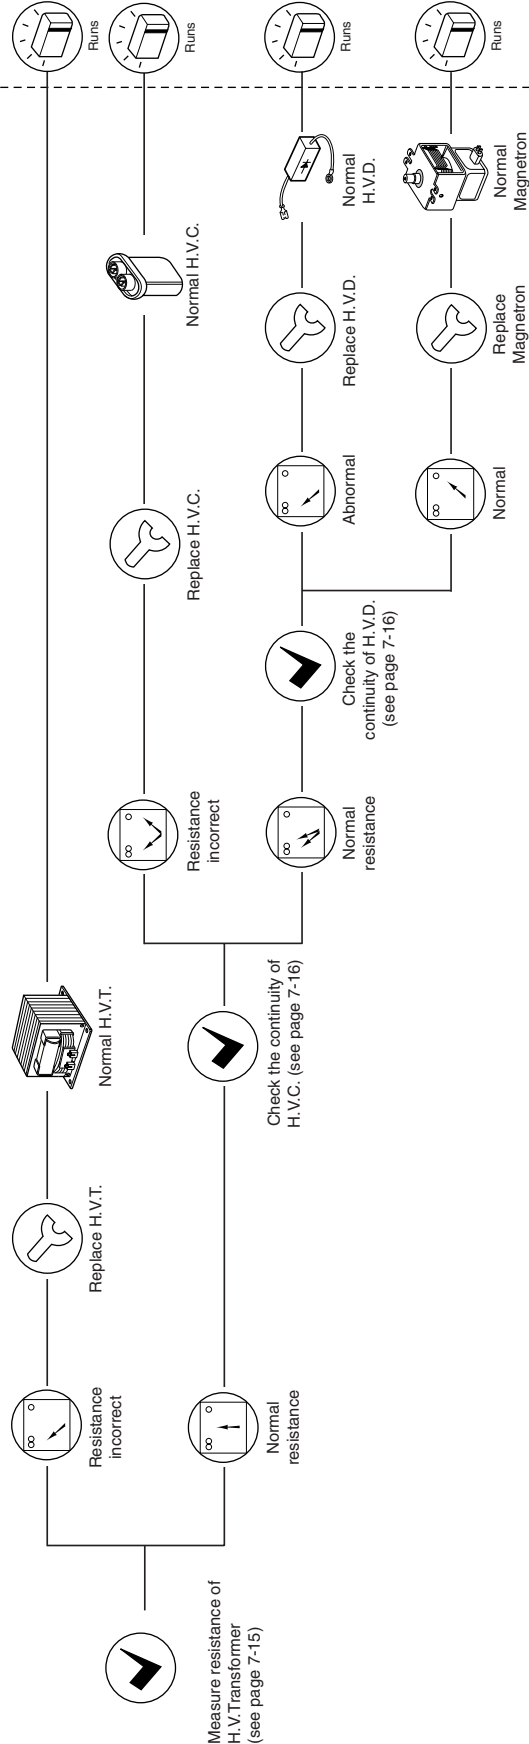 Measure resistance of
H.V.Transformer
(see page 7-15)
Resistance
incorrect
Replace H.V.T.
Normal H.V.T.
Runs
Normal
resistance
Check the continuity of
H.V.C. (see page 7-16)
Resistance
incorrect
Replace H.V.C.
Normal H.V.C.
Runs
Normal
resistance
Check the
continuity of H.V.D.
(see page 7-16)
Abnormal
Replace H.V.D.
Normal
H.V.D.
Runs
Normal
Replace
Magnetron
Normal
Magnetron
Runs